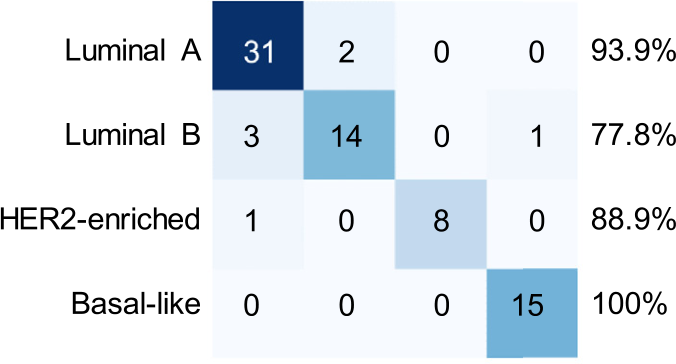 Luminal A 31 2 0 0 93.9%
Luminal B 3 14 0 1 77.8%
HER2-enriched 1 0 8 0 88.9%
Basal-like 0 0 0 15 100%